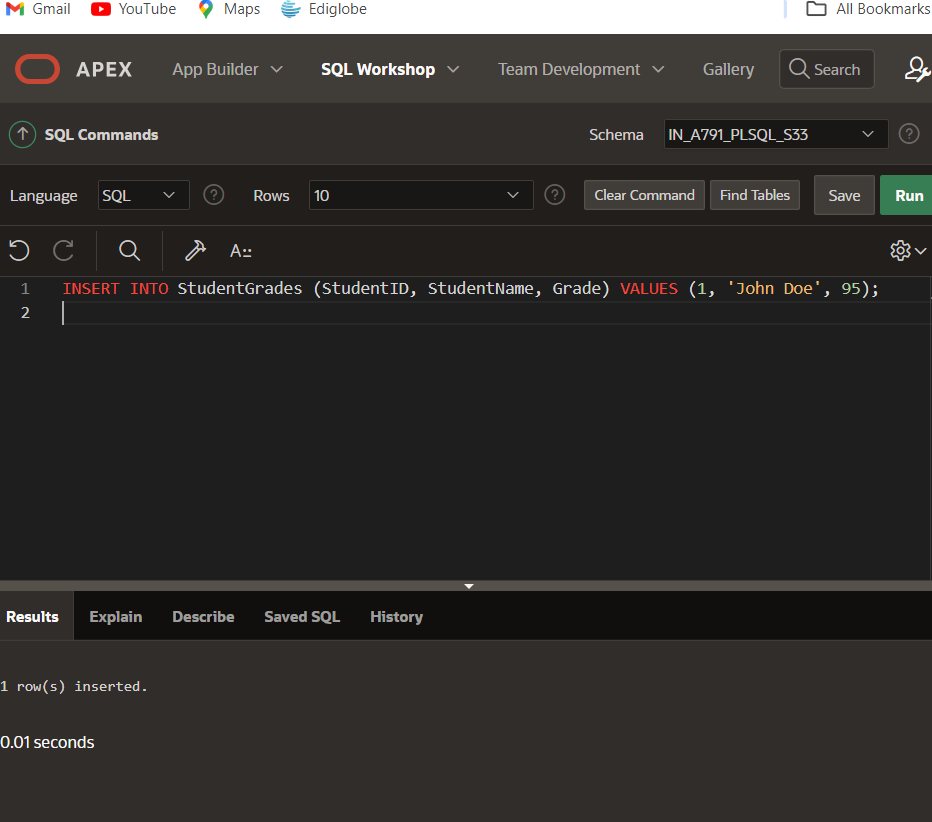 Gmail YouTube Maps Ediglobe All Bookmarks
APEX App Builder SQL Workshop Team Development Gallery Search
SQL Commands Schema IN_A791_PLSQL_S33 ?
Language SQL ? Rows 10 ? Clear Command Find Tables Save Run
A::
1 INSERT INTO StudentGrades (StudentID, StudentName, Grade) VALUES (1, 'John Doe', 95);
2
Results Explain Describe Saved SQL History
1 row(s) inserted.
0.01 seconds